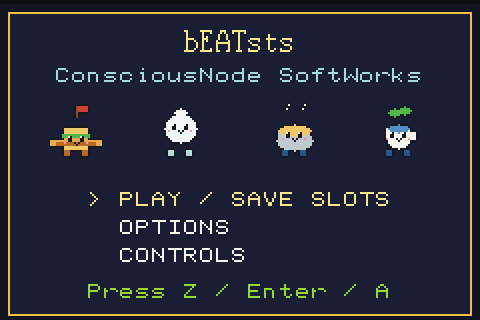 bEATsts
ConsciousNode SoftWorks
> PLAY / SAVE SLOTS
OPTIONS
CONTROLS
Press Z / Enter / A